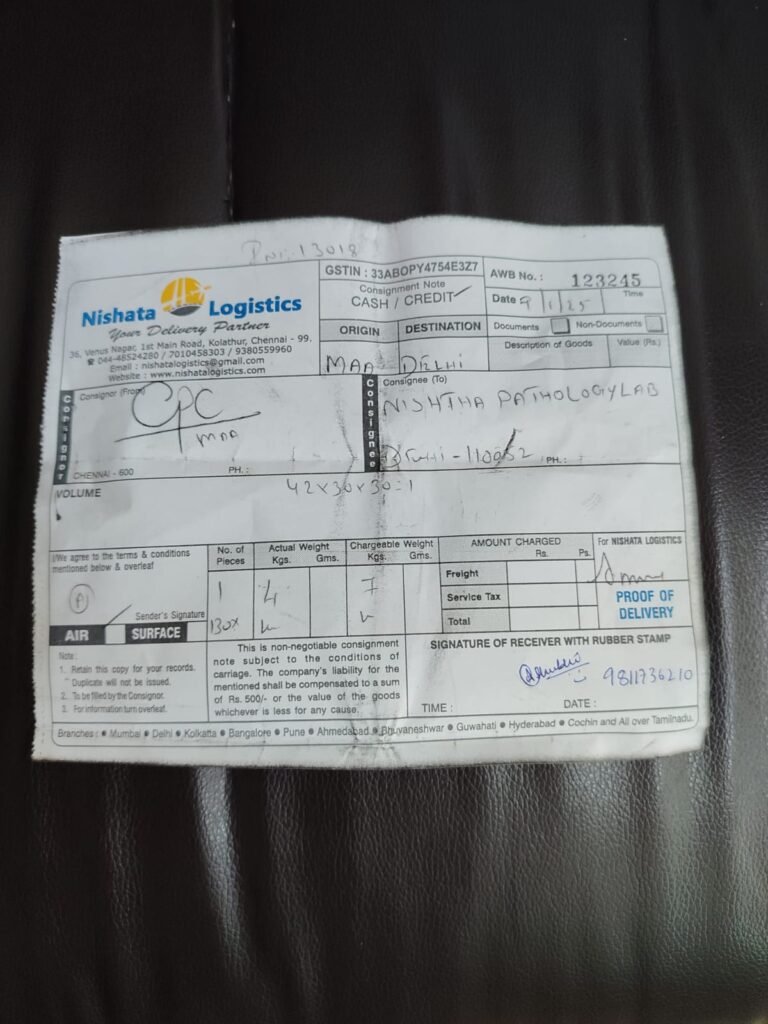 Nishata Logistics
Your Delivery Partner
36, Venus Nagar, 1st Main Road, Kolathur, Chennai - 99.
☎ 044-48524280 / 7010458303 / 9380559960
Email : nishatalogistics@gmail.com
Website : www.nishatalogistics.com
GSTIN : 33ABOPY4754E3Z7
Consignment Note
CASH / CREDIT
AWB No. : 123245
Date 9/1/25 Time
ORIGIN DESTINATION
MAA DELHI
Documents Non-Documents
Description of Goods Value (Rs.)
Consignor
Consignor (From)
CPC
MAA
CHENNAI - 600 PH. :
Consignee
Consignee (To)
NISHTHA PATHOLOGY LAB
PH. :
VOLUME
42x30x30=1
I/We agree to the terms & conditions
mentioned below & overleaf
A
Sender's Signature
AIR SURFACE
No. of Pieces
Actual Weight
Kgs. Gms.
Chargeable Weight
Kgs. Gms.
1 4 7
BOX
AMOUNT CHARGED
Rs. Ps.
Freight
Service Tax
Total
For NISHATA LOGISTICS
PROOF OF
DELIVERY
Note :
1. Retain this copy for your records.
Duplicate will not be issued.
2. To be filled by the Consignor.
3. For information turn overleaf.
This is non-negotiable consignment
note subject to the conditions of
carriage. The company's liability for the
mentioned shall be compensated to a sum
of Rs. 500/- or the value of the goods
whichever is less for any cause.
SIGNATURE OF RECEIVER WITH RUBBER STAMP
9811736210
TIME : DATE :
Branches : ● Mumbai ● Delhi ● Kolkatta ● Bangalore ● Pune ● Ahmedabad ● Bhuvaneshwar ● Guwahati ● Hyderabad ● Cochin and All over Tamilnadu.